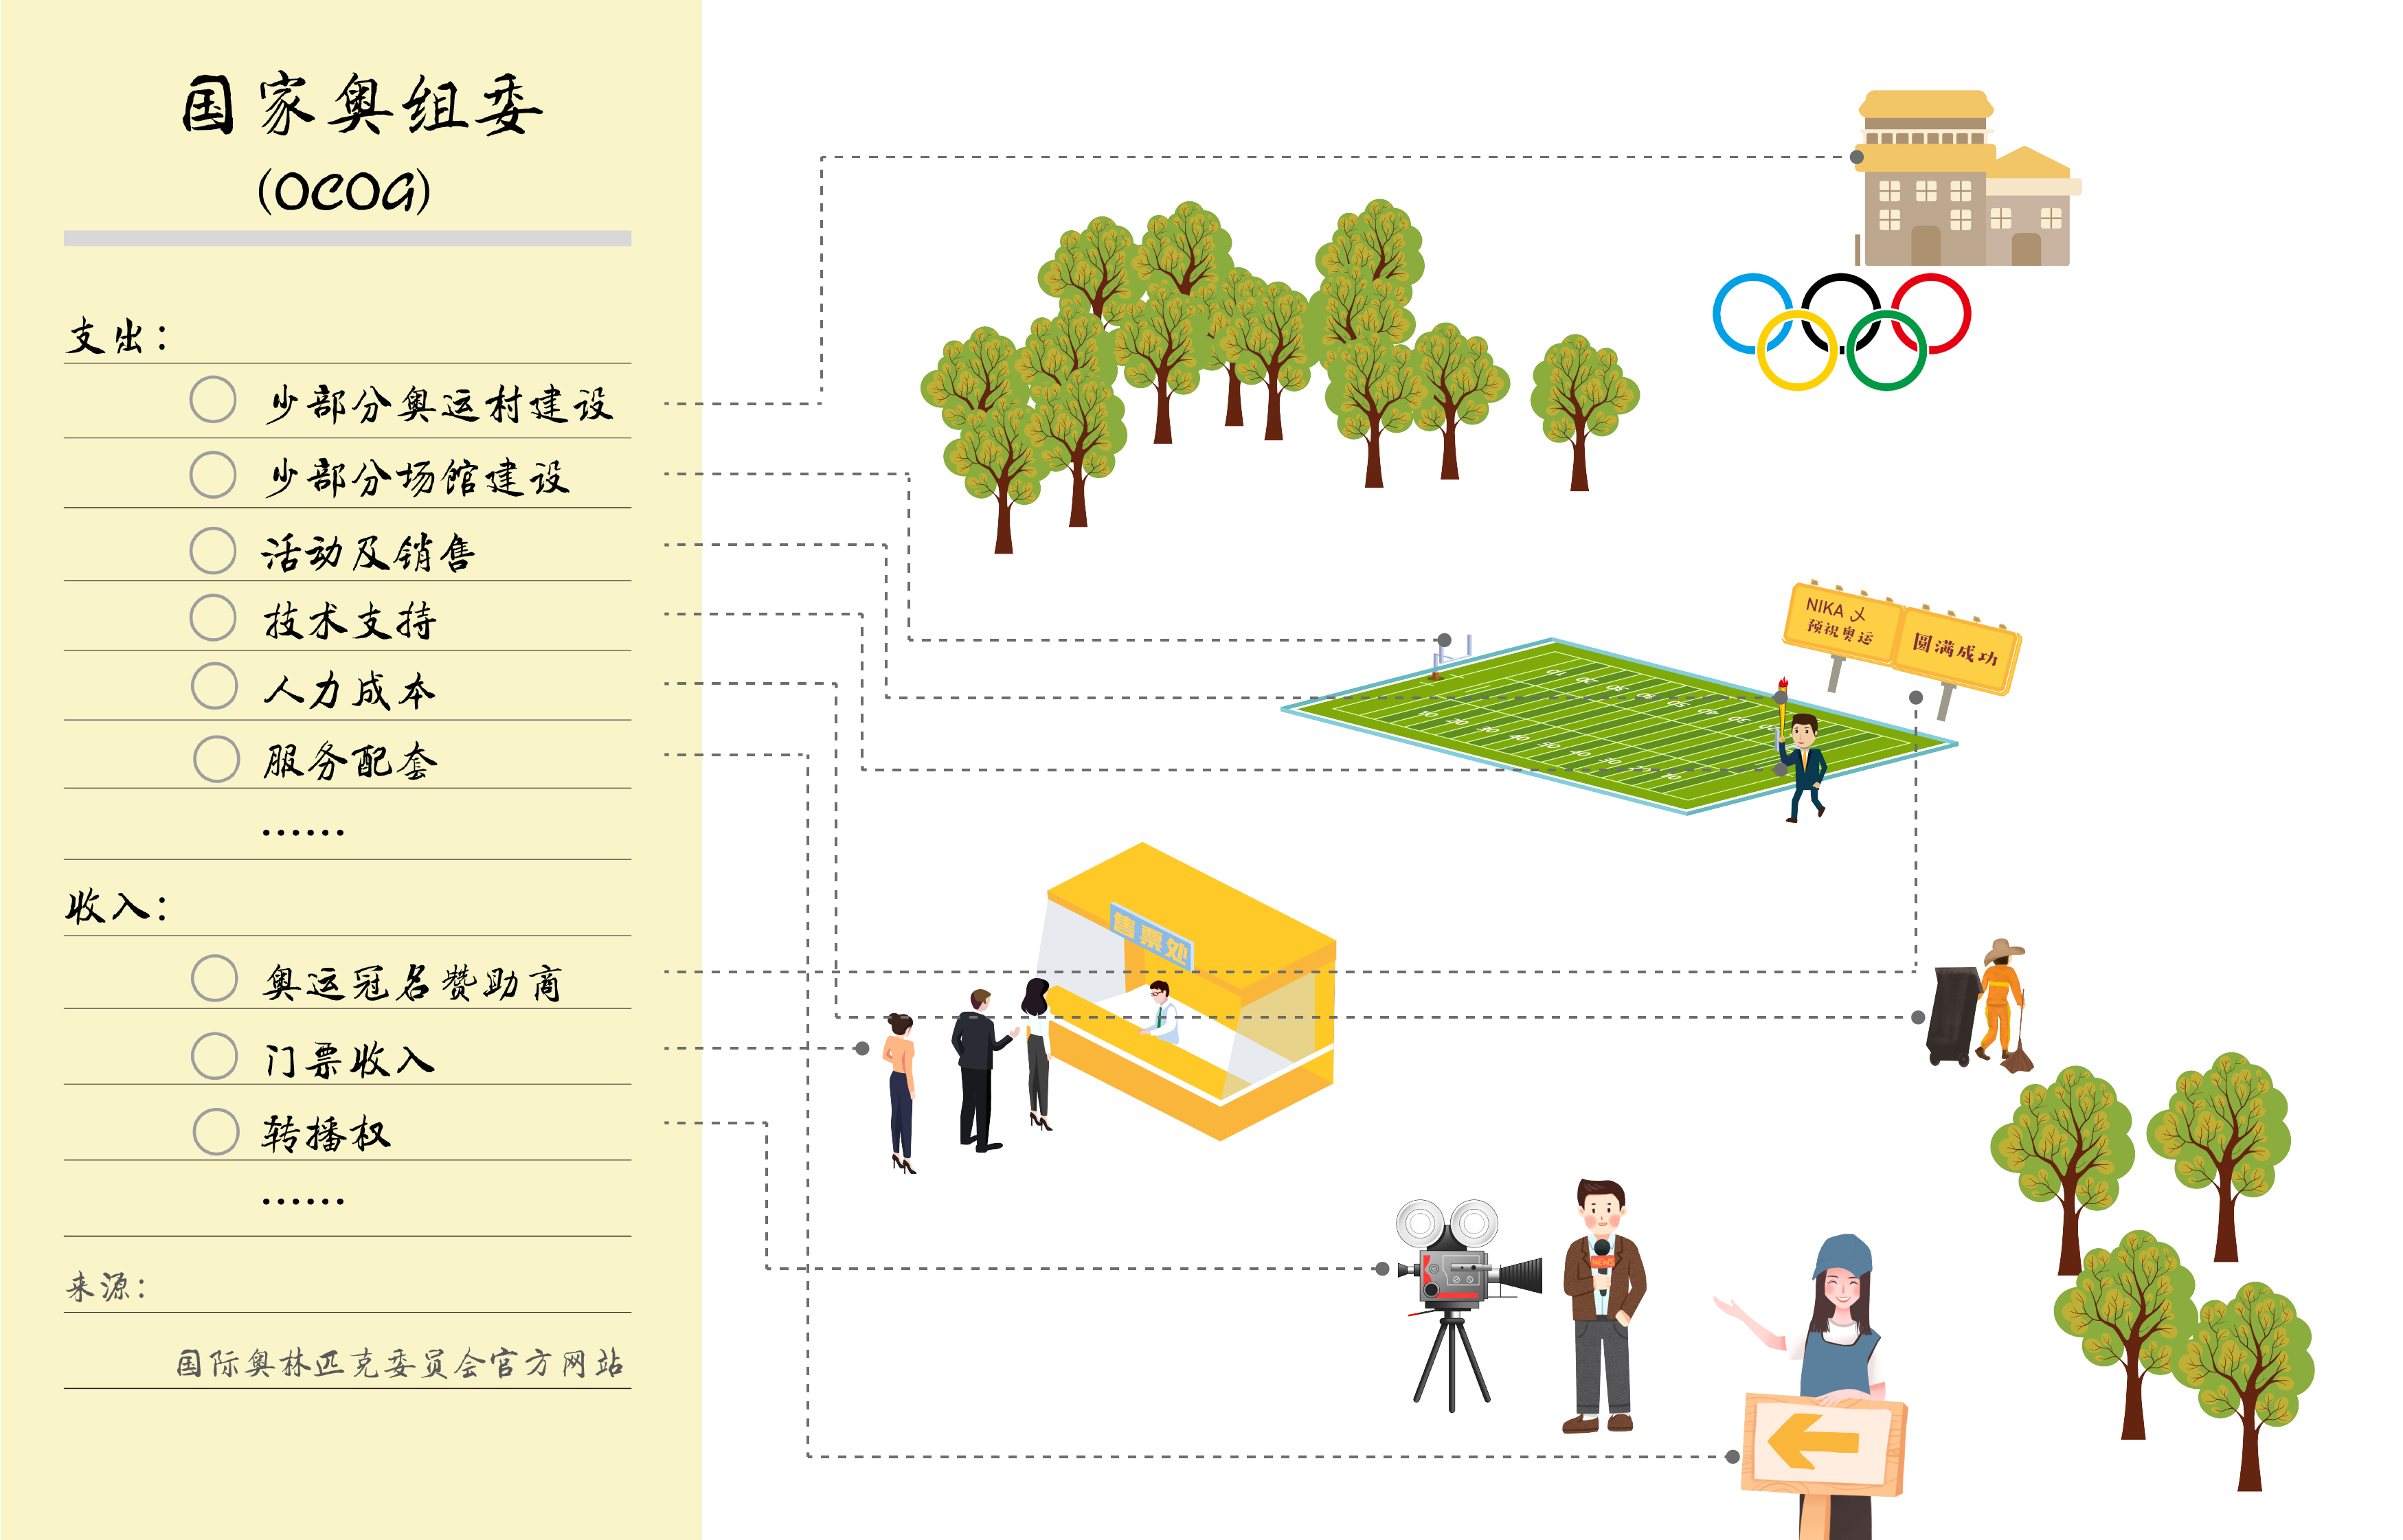 国家奥组委
(OCOG)
支出：
少部分奥运村建设
少部分场馆建设
活动及销售
技术支持
人力成本
服务配套
……
收入：
奥运冠名赞助商
门票收入
转播权
……
来源：
国际奥林匹克委员会官方网站
NIKA
预祝奥运
圆满成功
售票处
NEWS